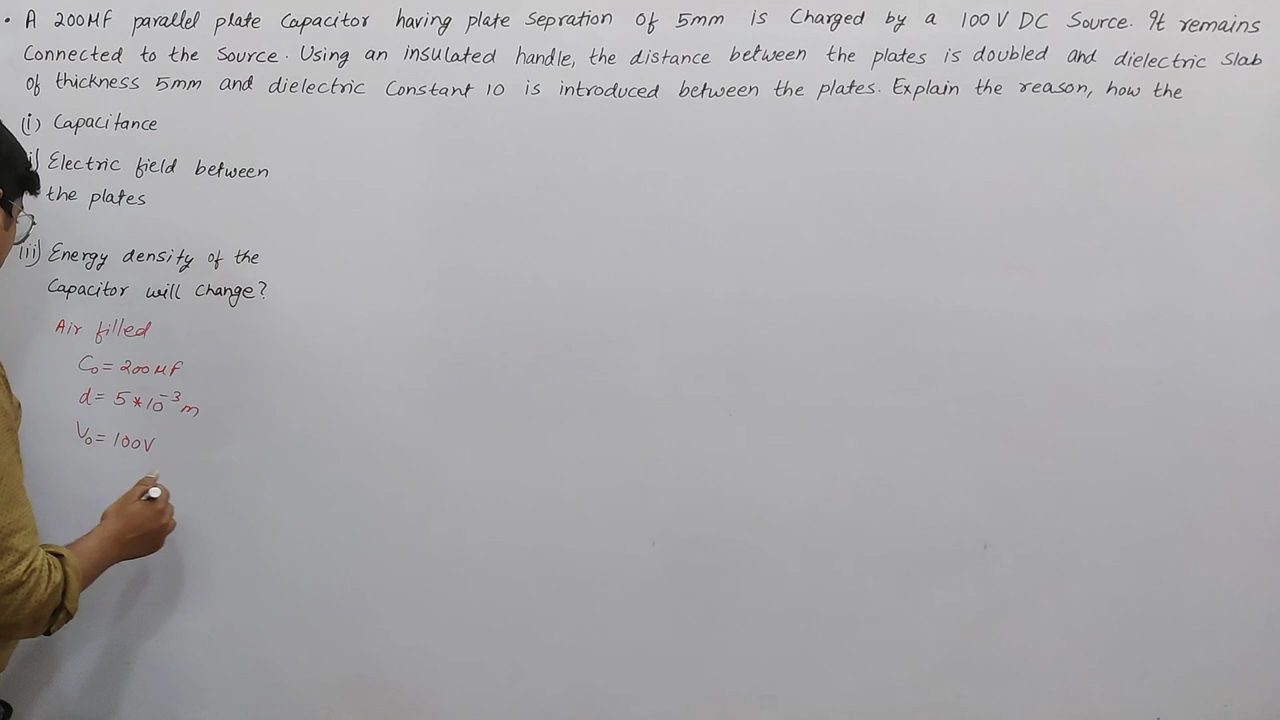 • A 200μF parallel plate Capacitor having plate Sepration of 5mm is Charged by a 100 V DC Source. It remains
Connected to the Source. Using an insulated handle, the distance between the plates is doubled and dielectric slab
of thickness 5mm and dielectric Constant 10 is introduced between the plates. Explain the reason, how the
(i) Capacitance
i) Electric field between
the plates
(iii) Energy density of the
Capacitor will Change?
Air filled
C₀ = 200 μF
d = 5*10⁻³ m
V₀ = 100V